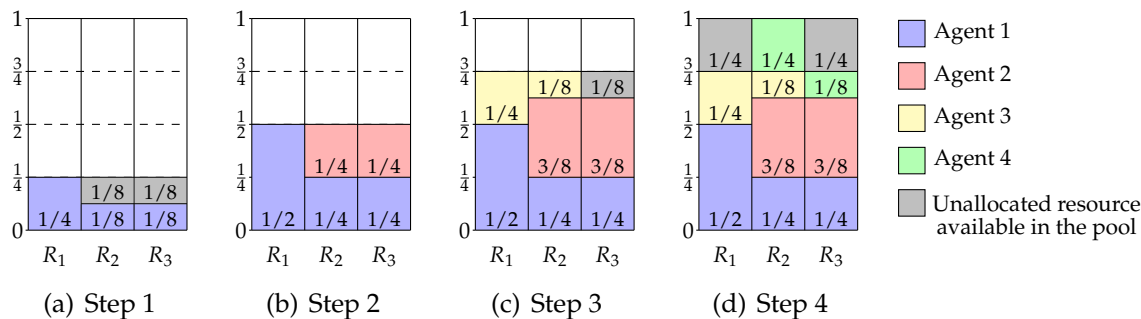 1
3/4
1/2
1/4
0
1/8 1/8
1/4 1/8 1/8
R1 R2 R3
(a) Step 1
1
3/4
1/2
1/4
0
1/4 1/4
1/2 1/4 1/4
R1 R2 R3
(b) Step 2
1
3/4
1/2
1/4
0
1/8 1/8
1/4
3/8 3/8
1/2 1/4 1/4
R1 R2 R3
(c) Step 3
1
3/4
1/2
1/4
0
1/4 1/4 1/4
1/8 1/8
1/4
3/8 3/8
1/2 1/4 1/4
R1 R2 R3
(d) Step 4
Agent 1
Agent 2
Agent 3
Agent 4
Unallocated resource
available in the pool